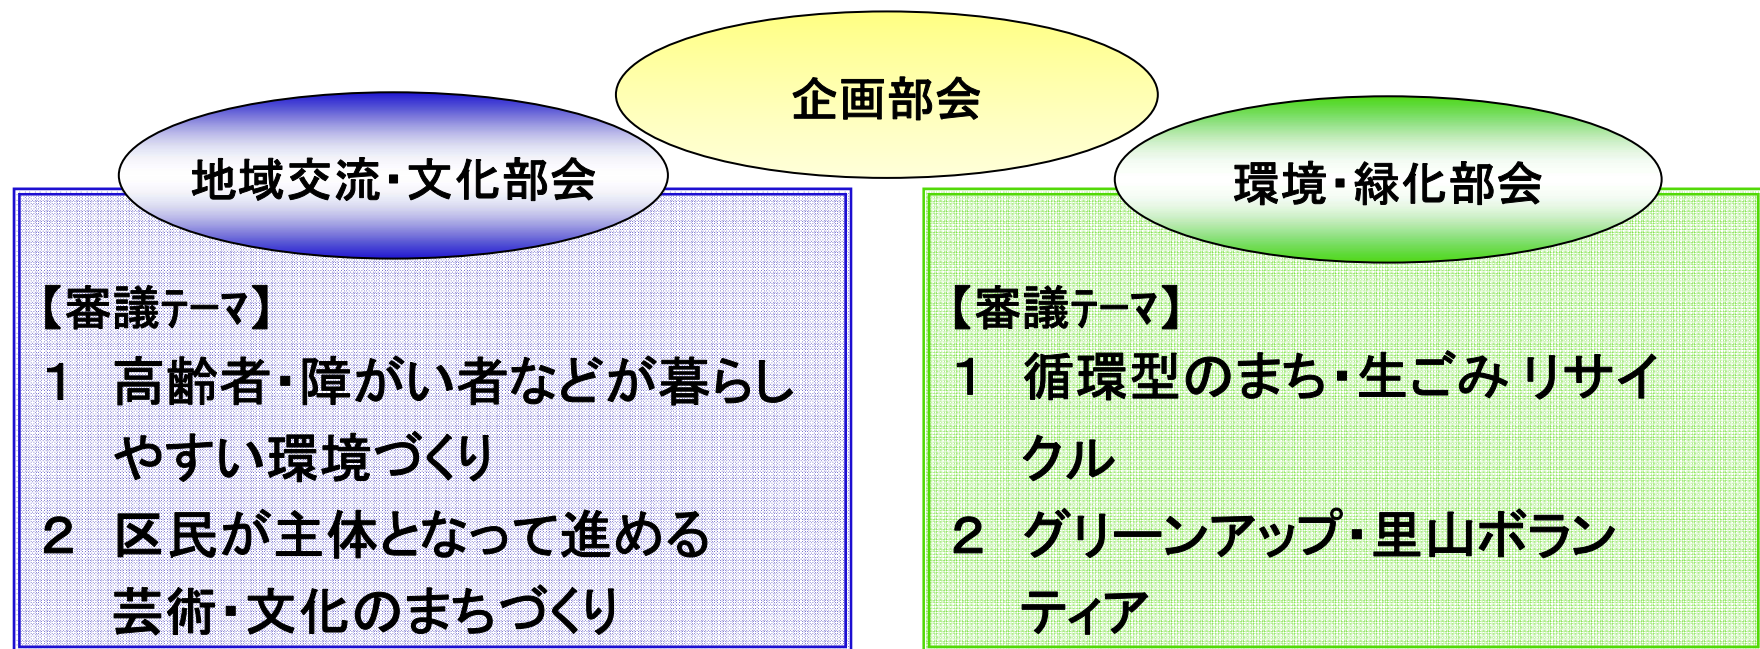 企画部会
地域交流・文化部会
【審議ﾃｰﾏ】
１　高齢者・障がい者などが暮らし
やすい環境づくり
２　区民が主体となって進める
芸術・文化のまちづくり
環境・緑化部会
【審議ﾃｰﾏ】
１　循環型のまち・生ごみリサイ
クル
２　グリーンアップ・里山ボラン
ティア